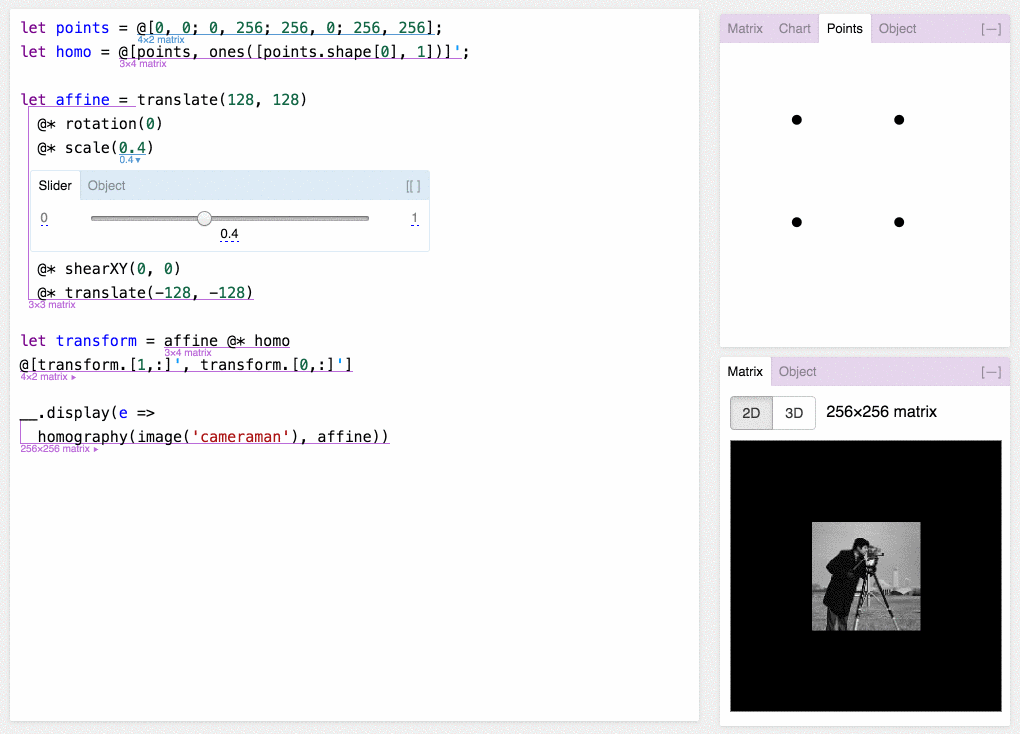 let points = @[0, 0; 0, 256; 256, 0; 256, 256];
4×2 matrix
let homo = @[points, ones([points.shape[0], 1])]';
3×4 matrix
let affine = translate(128, 128)
@* rotation(0)
@* scale(0.4)
0.4▾
Slider Object [[ ]
0 1
0.4
@* shearXY(0, 0)
@* translate(-128, -128)
3×3 matrix
let transform = affine @* homo
3×4 matrix
@[transform.[1,:]', transform.[0,:]']
4×2 matrix ▸
__.display(e =>
homography(image('cameraman'), affine))
256×256 matrix ▸
Matrix Chart Points Object [—]
Matrix Object [—]
2D 3D 256×256 matrix